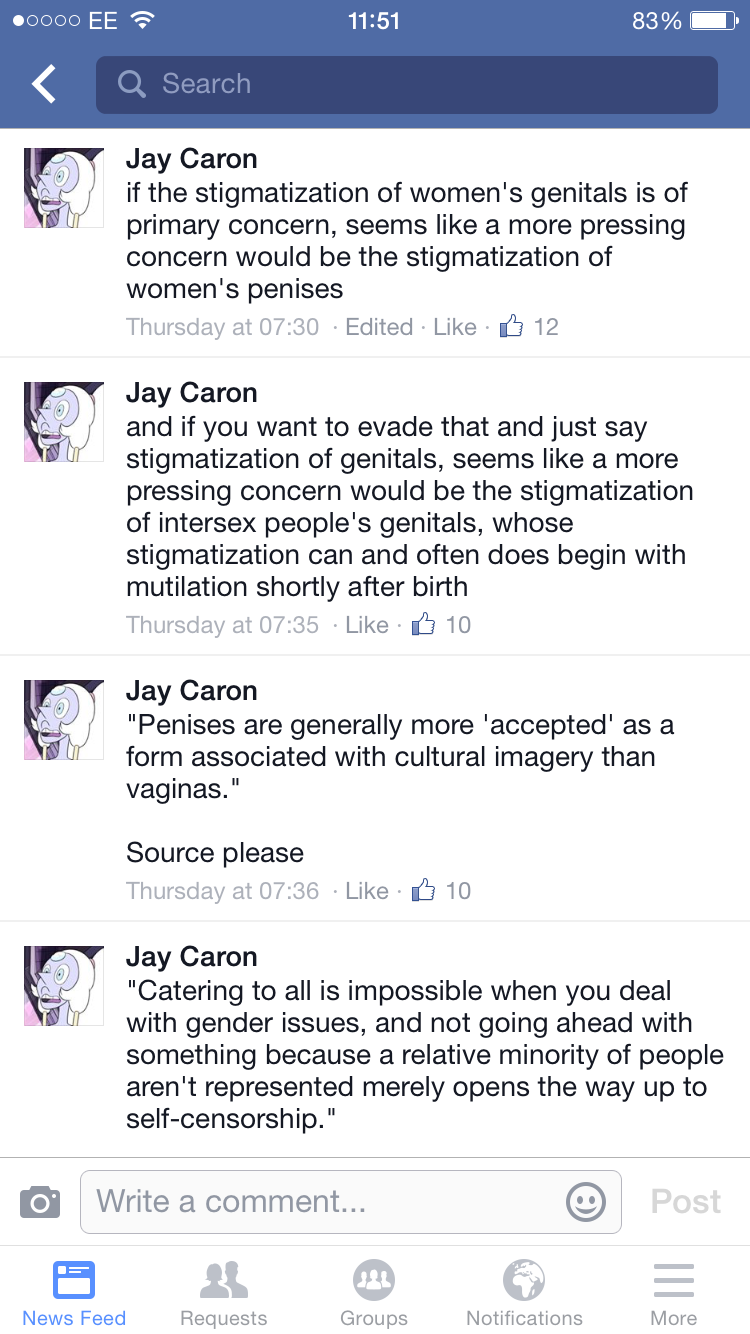 EE 11:51 83%
Search
Jay Caron
if the stigmatization of women's genitals is of
primary concern, seems like a more pressing
concern would be the stigmatization of
women's penises
Thursday at 07:30 · Edited · Like · 12
Jay Caron
and if you want to evade that and just say
stigmatization of genitals, seems like a more
pressing concern would be the stigmatization
of intersex people's genitals, whose
stigmatization can and often does begin with
mutilation shortly after birth
Thursday at 07:35 · Like · 10
Jay Caron
"Penises are generally more 'accepted' as a
form associated with cultural imagery than
vaginas."
Source please
Thursday at 07:36 · Like · 10
Jay Caron
"Catering to all is impossible when you deal
with gender issues, and not going ahead with
something because a relative minority of people
aren't represented merely opens the way up to
self-censorship."
Write a comment... Post
News Feed Requests Groups Notifications More